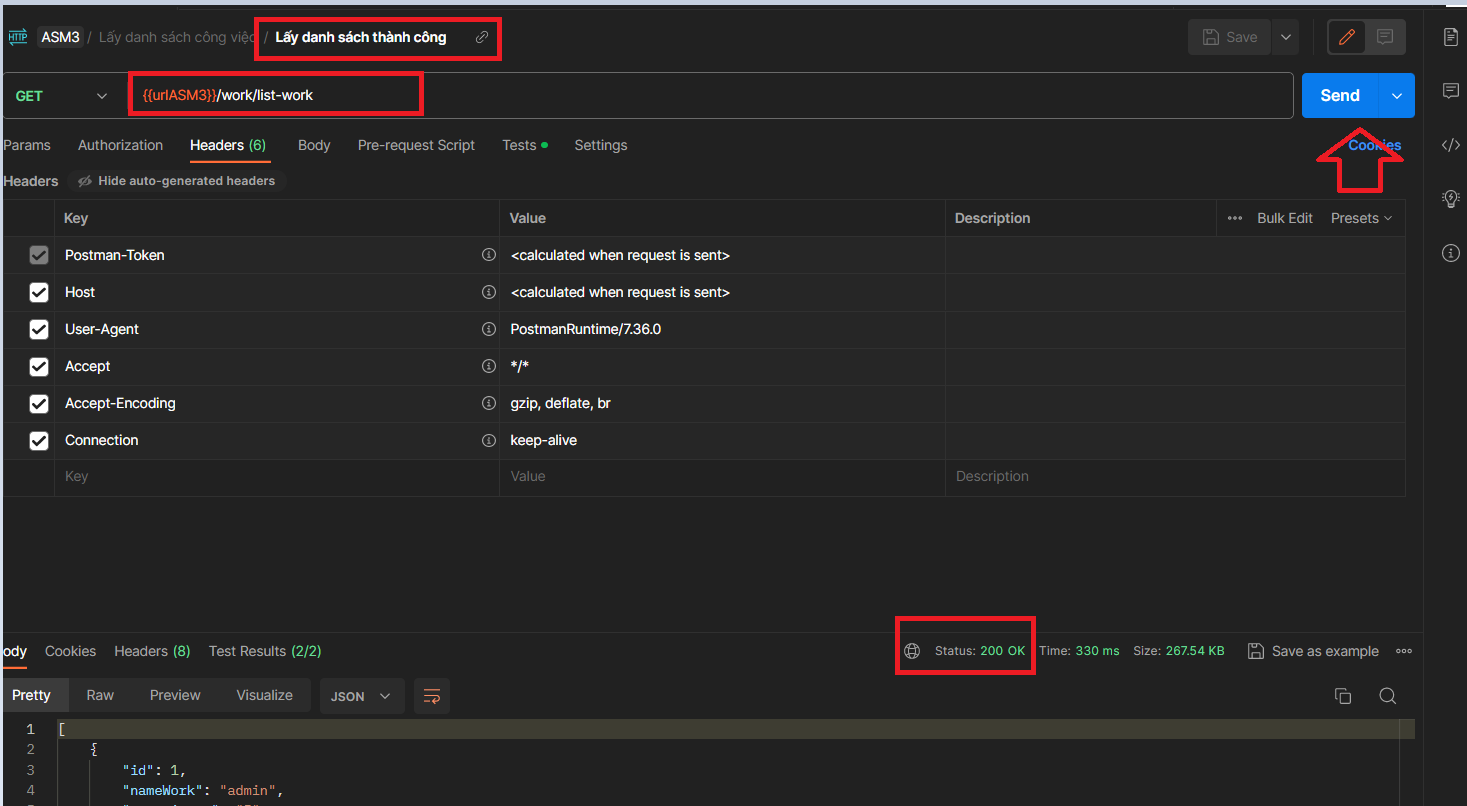 HTTP ASM3 / Lấy danh sách công việc / Lấy danh sách thành công Save
GET {{urlASM3}}/work/list-work Send
Params Authorization Headers (6) Body Pre-request Script Tests Settings Cookies
Headers Hide auto-generated headers
Key Value Description Bulk Edit Presets
Postman-Token <calculated when request is sent>
Host <calculated when request is sent>
User-Agent PostmanRuntime/7.36.0
Accept */*
Accept-Encoding gzip, deflate, br
Connection keep-alive
Key Value Description
ody Cookies Headers (8) Test Results (2/2) Status: 200 OK Time: 330 ms Size: 267.54 KB Save as example
Pretty Raw Preview Visualize JSON
1 [
2 {
3 "id": 1,
4 "nameWork": "admin",